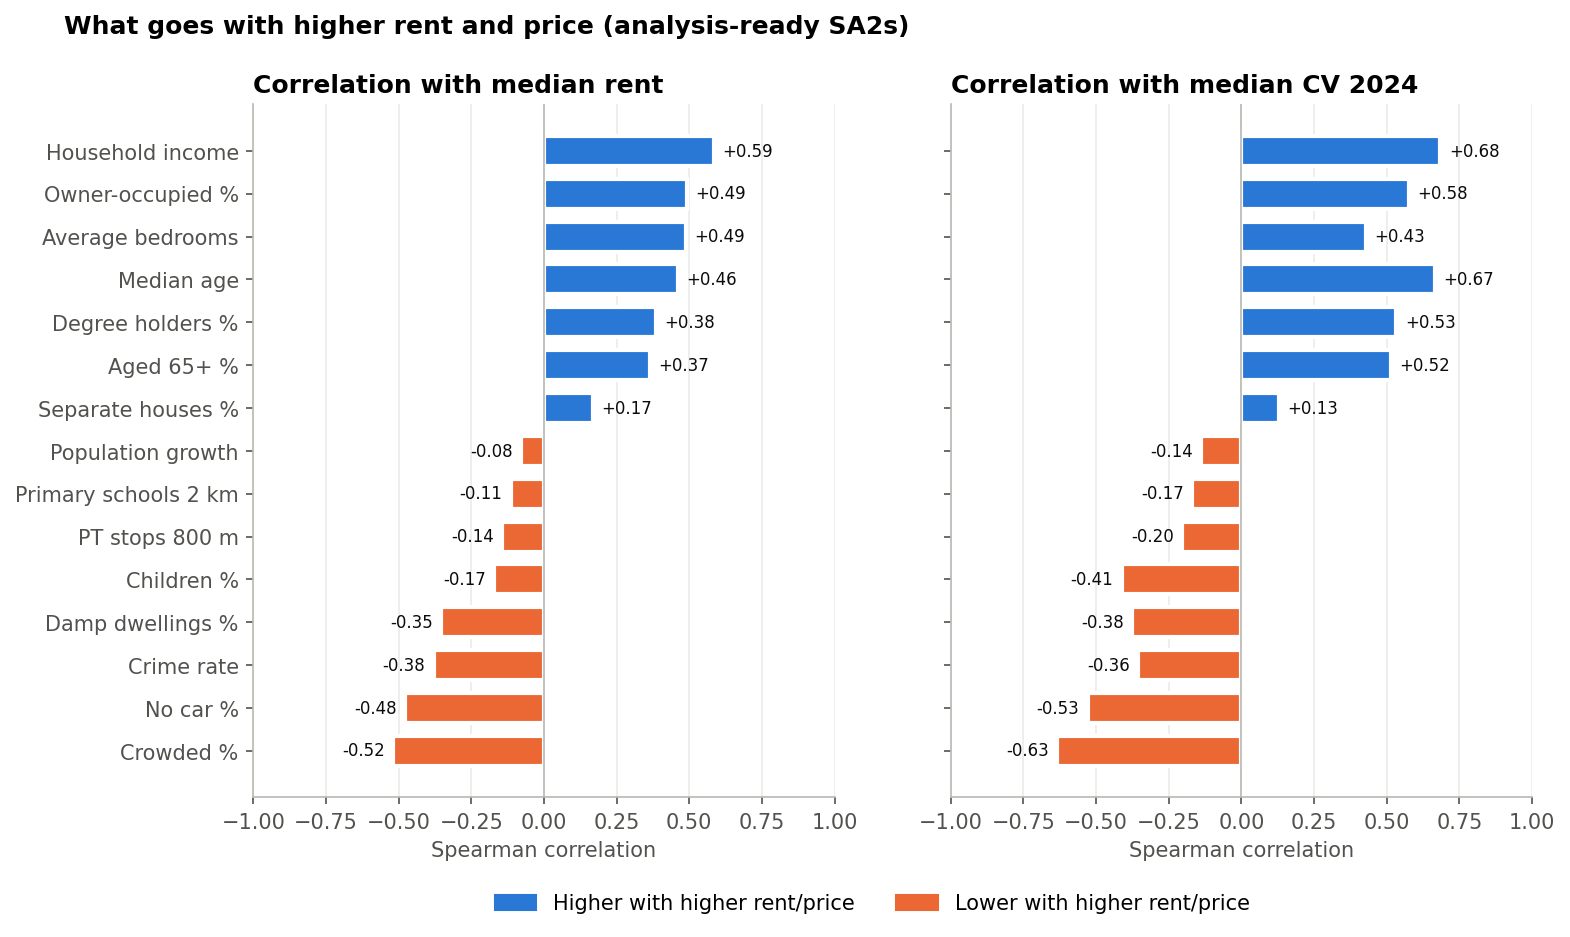 What goes with higher rent and price (analysis-ready SA2s)
Correlation with median rent
Household income +0.59
Owner-occupied % +0.49
Average bedrooms +0.49
Median age +0.46
Degree holders % +0.38
Aged 65+ % +0.37
Separate houses % +0.17
Population growth -0.08
Primary schools 2 km -0.11
PT stops 800 m -0.14
Children % -0.17
Damp dwellings % -0.35
Crime rate -0.38
No car % -0.48
Crowded % -0.52
−1.00 −0.75 −0.50 −0.25 0.00 0.25 0.50 0.75 1.00
Spearman correlation
Correlation with median CV 2024
+0.68
+0.58
+0.43
+0.67
+0.53
+0.52
+0.13
-0.14
-0.17
-0.20
-0.41
-0.38
-0.36
-0.53
-0.63
−1.00 −0.75 −0.50 −0.25 0.00 0.25 0.50 0.75 1.00
Spearman correlation
Higher with higher rent/price
Lower with higher rent/price